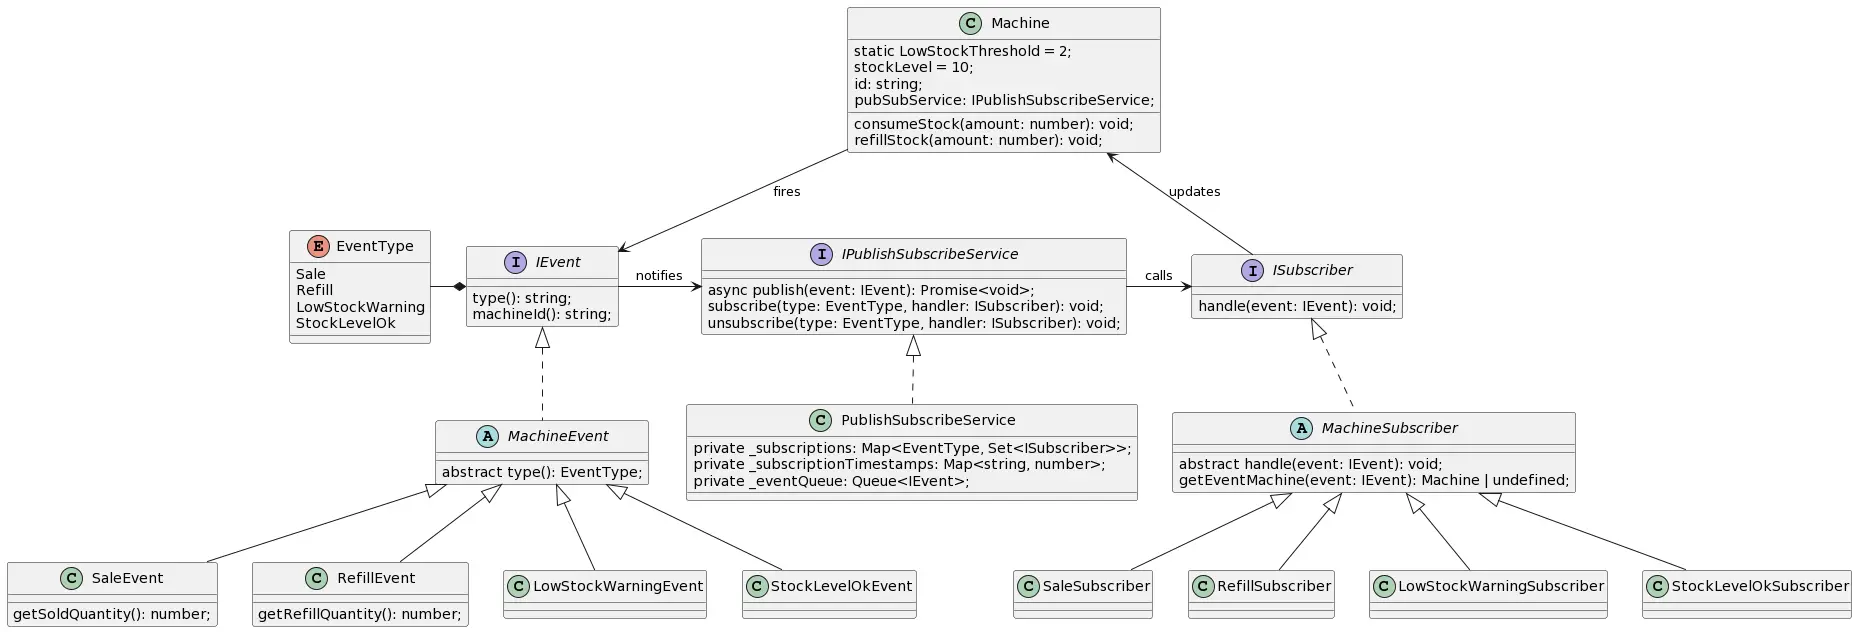 C Machine
static LowStockThreshold = 2;
stockLevel = 10;
id: string;
pubSubService: IPublishSubscribeService;
consumeStock(amount: number): void;
refillStock(amount: number): void;
fires
updates
E EventType
Sale
Refill
LowStockWarning
StockLevelOk
I IEvent
type(): string;
machineId(): string;
notifies
I IPublishSubscribeService
async publish(event: IEvent): Promise<void>;
subscribe(type: EventType, handler: ISubscriber): void;
unsubscribe(type: EventType, handler: ISubscriber): void;
calls
I ISubscriber
handle(event: IEvent): void;
A MachineEvent
abstract type(): EventType;
C PublishSubscribeService
private _subscriptions: Map<EventType, Set<ISubscriber>>;
private _subscriptionTimestamps: Map<string, number>;
private _eventQueue: Queue<IEvent>;
A MachineSubscriber
abstract handle(event: IEvent): void;
getEventMachine(event: IEvent): Machine | undefined;
C SaleEvent
getSoldQuantity(): number;
C RefillEvent
getRefillQuantity(): number;
C LowStockWarningEvent
C StockLevelOkEvent
C SaleSubscriber
C RefillSubscriber
C LowStockWarningSubscriber
C StockLevelOkSubscriber